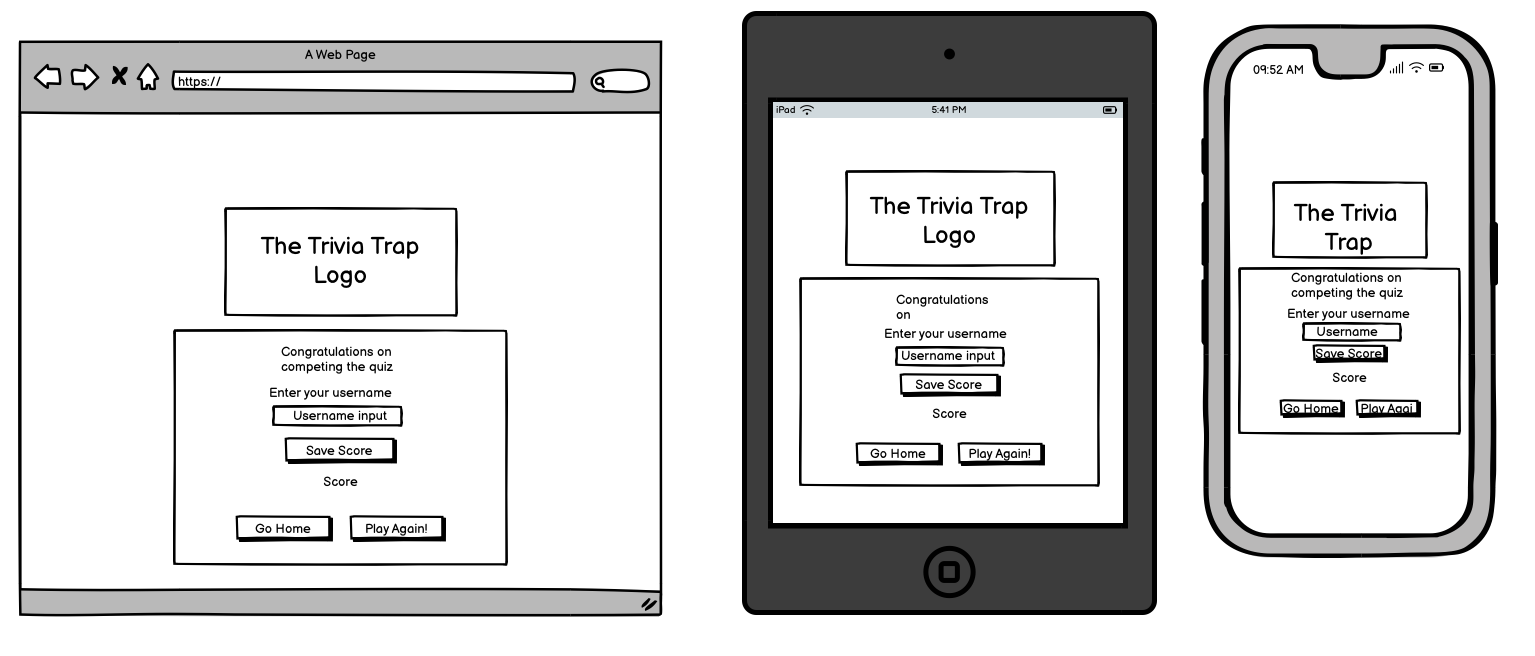 A Web Page
https://
The Trivia Trap
Logo
Congratulations on
competing the quiz
Enter your username
Username input
Save Score
Score
Go Home
Play Again!
iPad
5:41 PM
The Trivia Trap
Logo
Congratulations
on
Enter your username
Username input
Save Score
Score
Go Home
Play Again!
09:52 AM
The Trivia
Trap
Congratulations on
competing the quiz
Enter your username
Username
Save Score
Score
Go Home
Play Agai